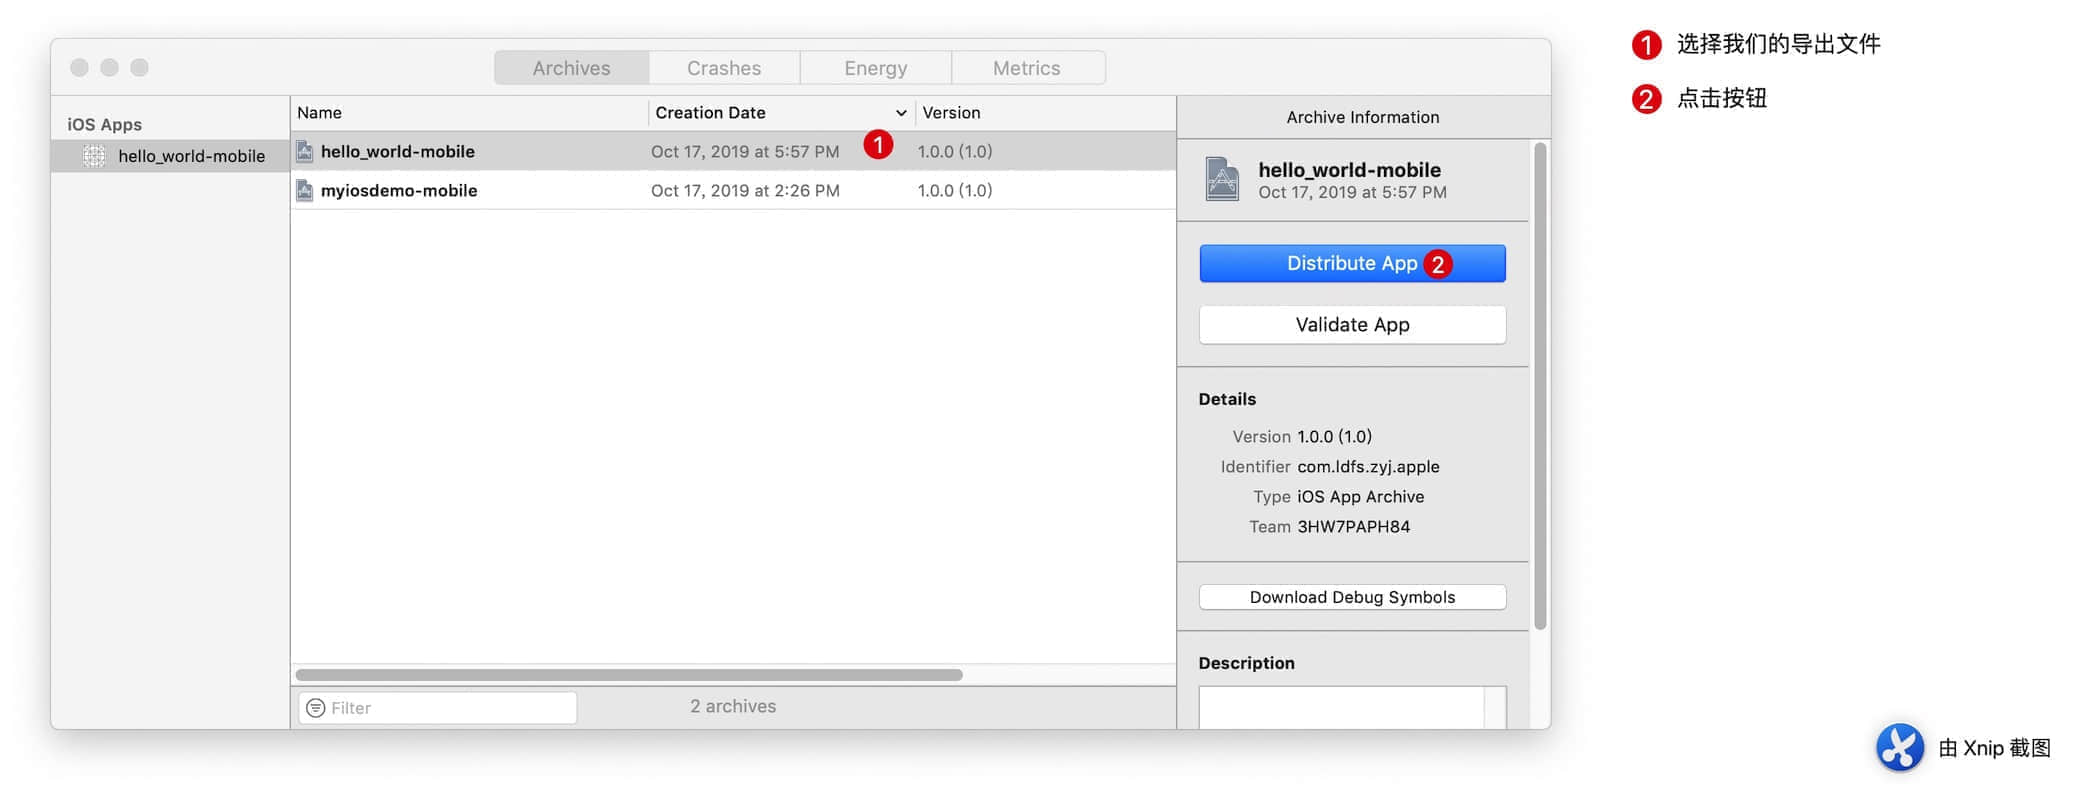 Archives Crashes Energy Metrics
iOS Apps
hello_world-mobile
Name Creation Date Version
hello_world-mobile Oct 17, 2019 at 5:57 PM 1 1.0.0 (1.0)
myiosdemo-mobile Oct 17, 2019 at 2:26 PM 1.0.0 (1.0)
Filter 2 archives
Archive Information
hello_world-mobile
Oct 17, 2019 at 5:57 PM
Distribute App 2
Validate App
Details
Version 1.0.0 (1.0)
Identifier com.ldfs.zyj.apple
Type iOS App Archive
Team 3HW7PAPH84
Download Debug Symbols
Description
1 选择我们的导出文件
2 点击按钮
由 Xnip 截图